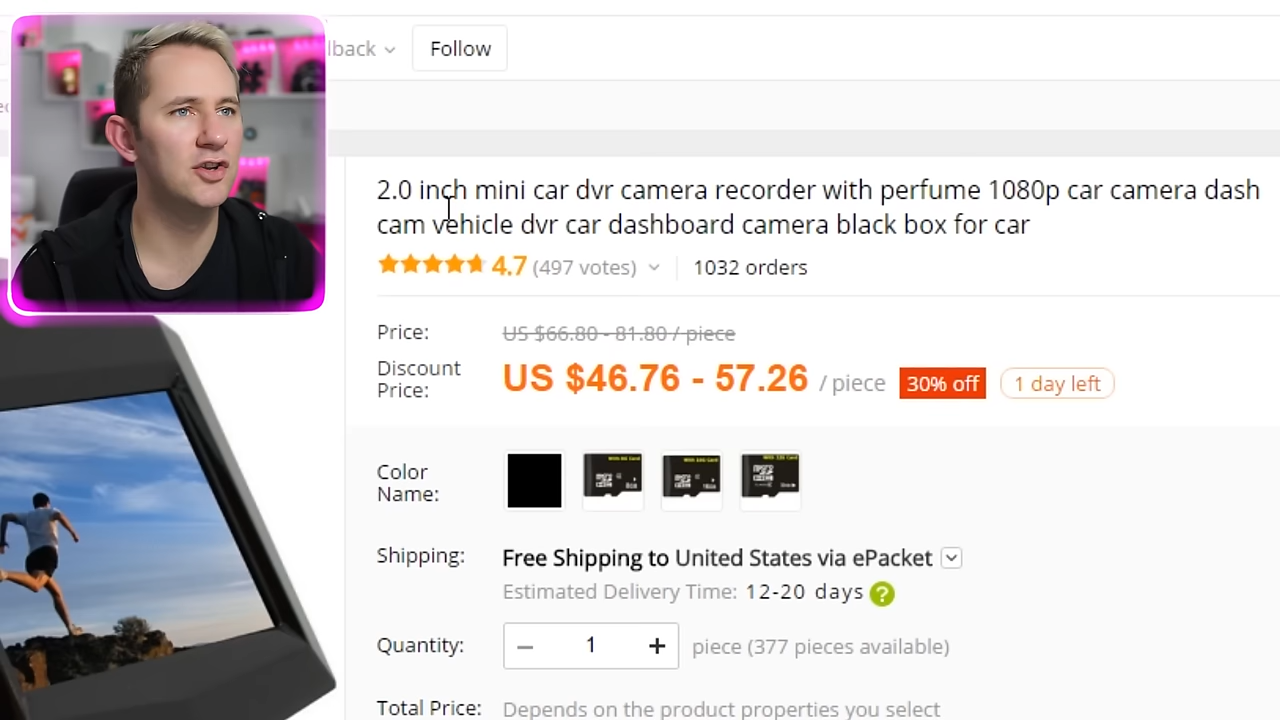 lback
Follow
2.0 inch mini car dvr camera recorder with perfume 1080p car camera dash
cam vehicle dvr car dashboard camera black box for car
4.7 (497 votes) 1032 orders
Price: US $66.80 - 81.80 / piece
Discount
Price:
US $46.76 - 57.26 / piece 30% off 1 day left
Color
Name:
Shipping: Free Shipping to United States via ePacket
Estimated Delivery Time: 12-20 days ?
Quantity: − 1 + piece (377 pieces available)
Total Price: Depends on the product properties you select